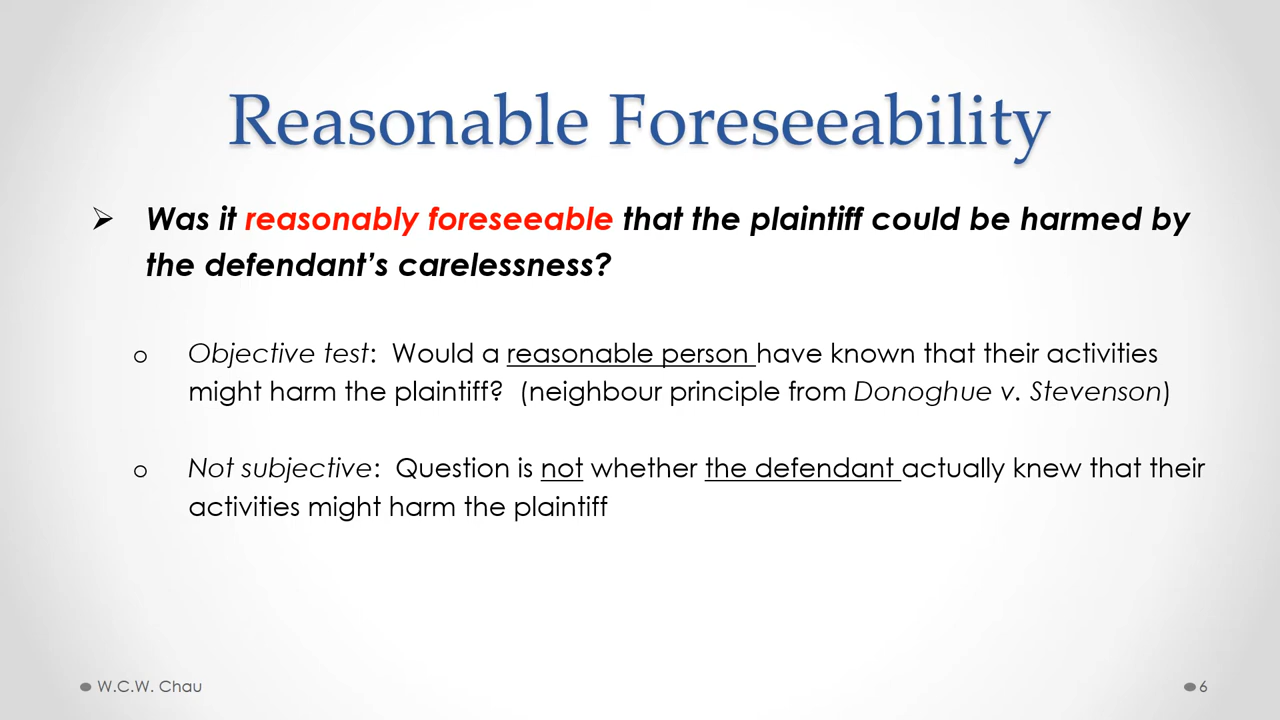 Reasonable Foreseeability
➢ Was it reasonably foreseeable that the plaintiff could be harmed by
the defendant’s carelessness?
o Objective test: Would a reasonable person have known that their activities
might harm the plaintiff? (neighbour principle from Donoghue v. Stevenson)
o Not subjective: Question is not whether the defendant actually knew that their
activities might harm the plaintiff
● W.C.W. Chau
● 6